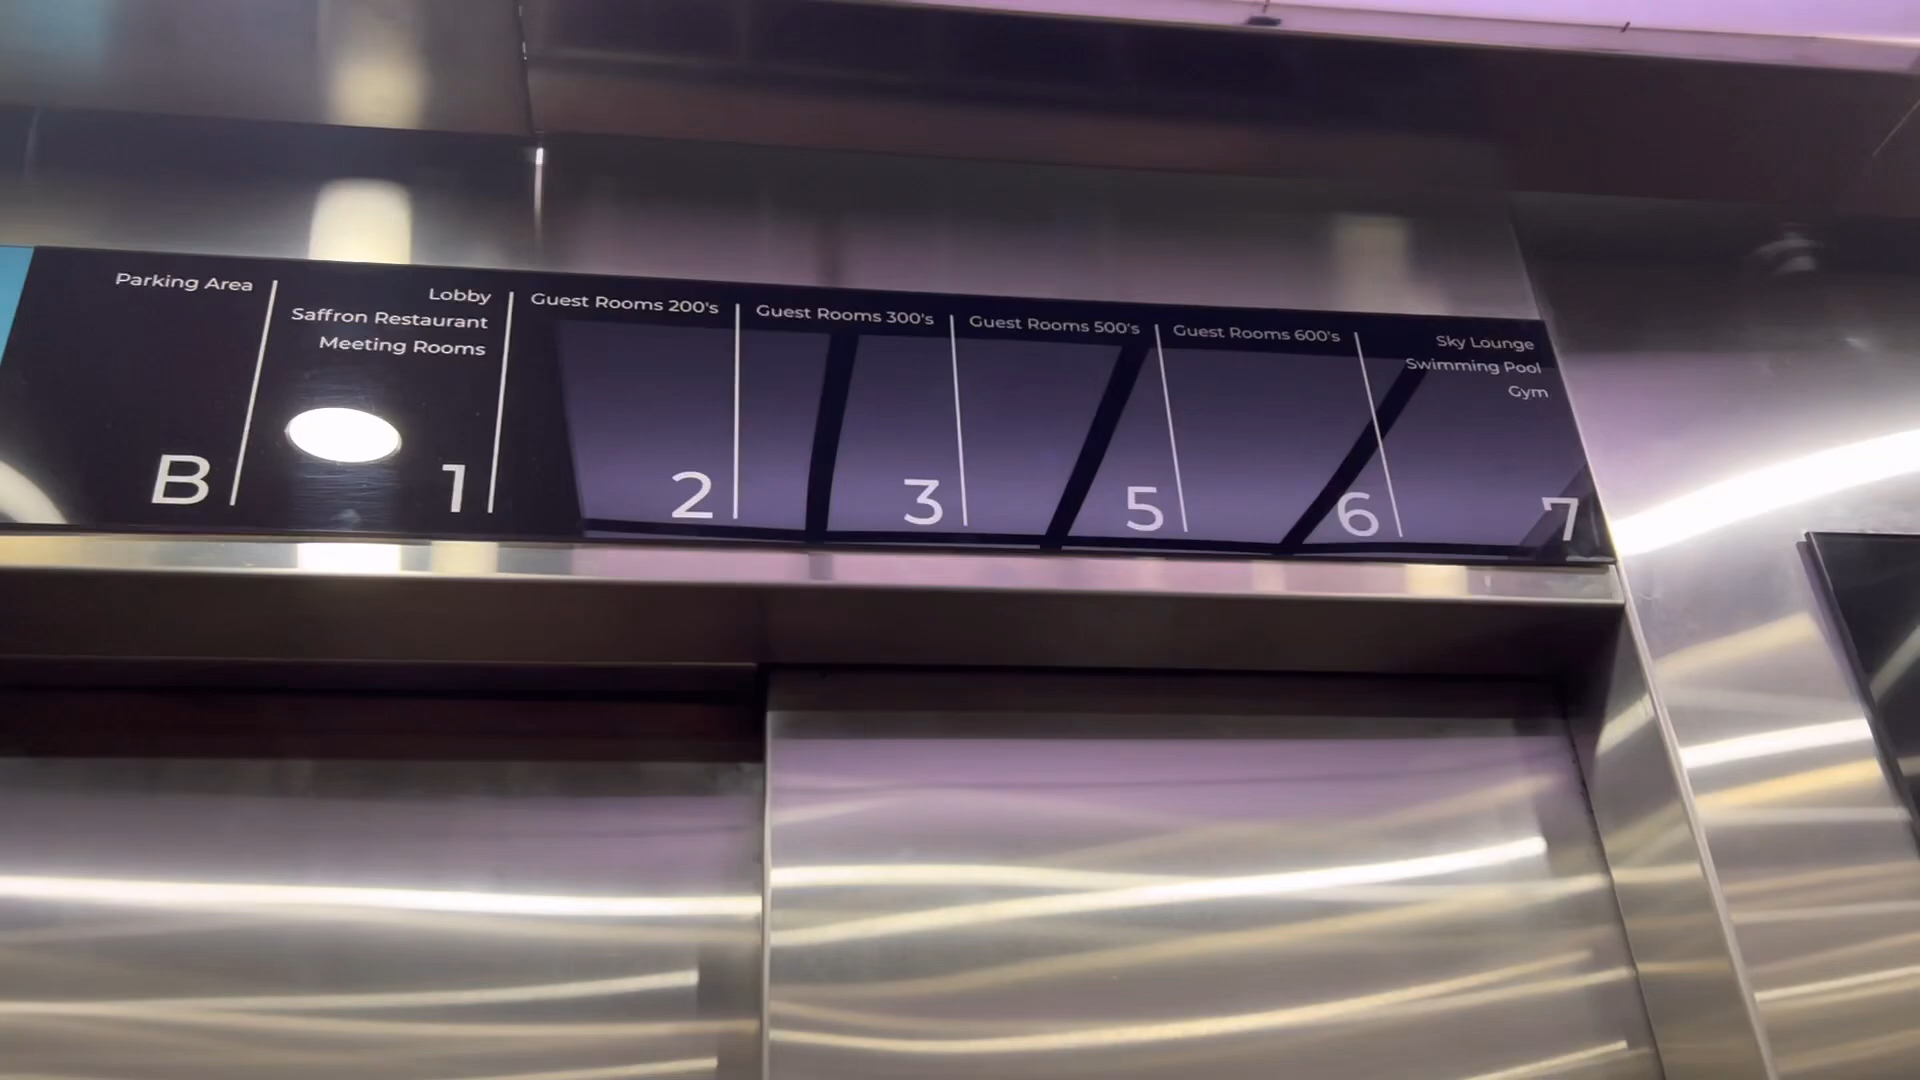 Parking Area
B
Lobby
Saffron Restaurant
Meeting Rooms
1
Guest Rooms 200's
2
Guest Rooms 300's
3
Guest Rooms 500's
5
Guest Rooms 600's
6
Sky Lounge
Swimming Pool
Gym
7